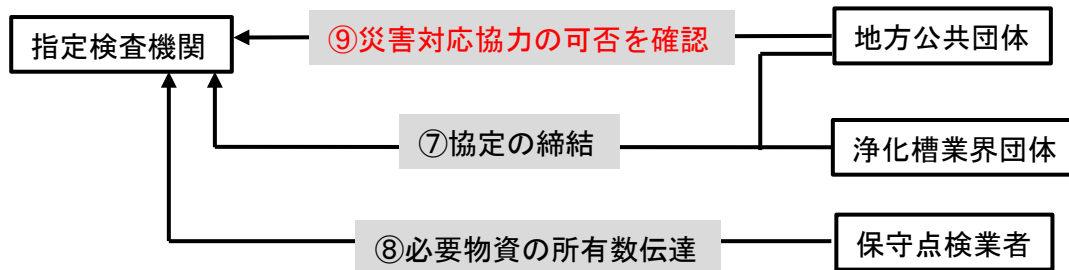 指定検査機関
⑨災害対応協力の可否を確認
地方公共団体
⑦協定の締結
浄化槽業界団体
⑧必要物資の所有数伝達
保守点検業者